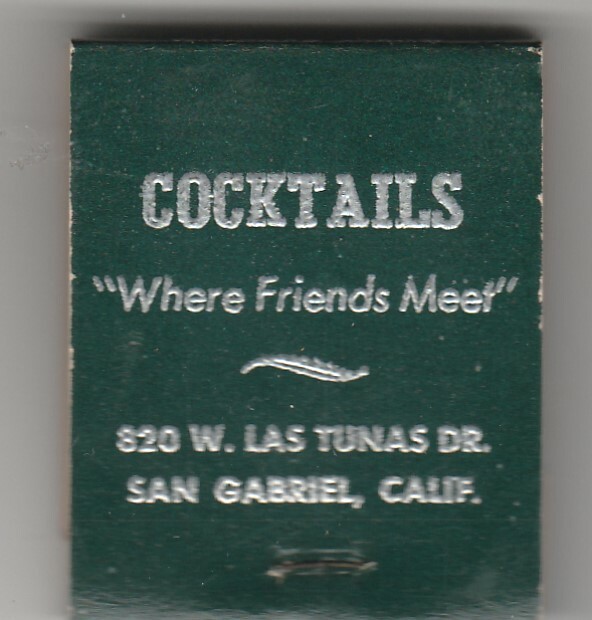 COCKTAILS
"Where Friends Meet"
820 W. LAS TUNAS DR.
SAN GABRIEL, CALIF.